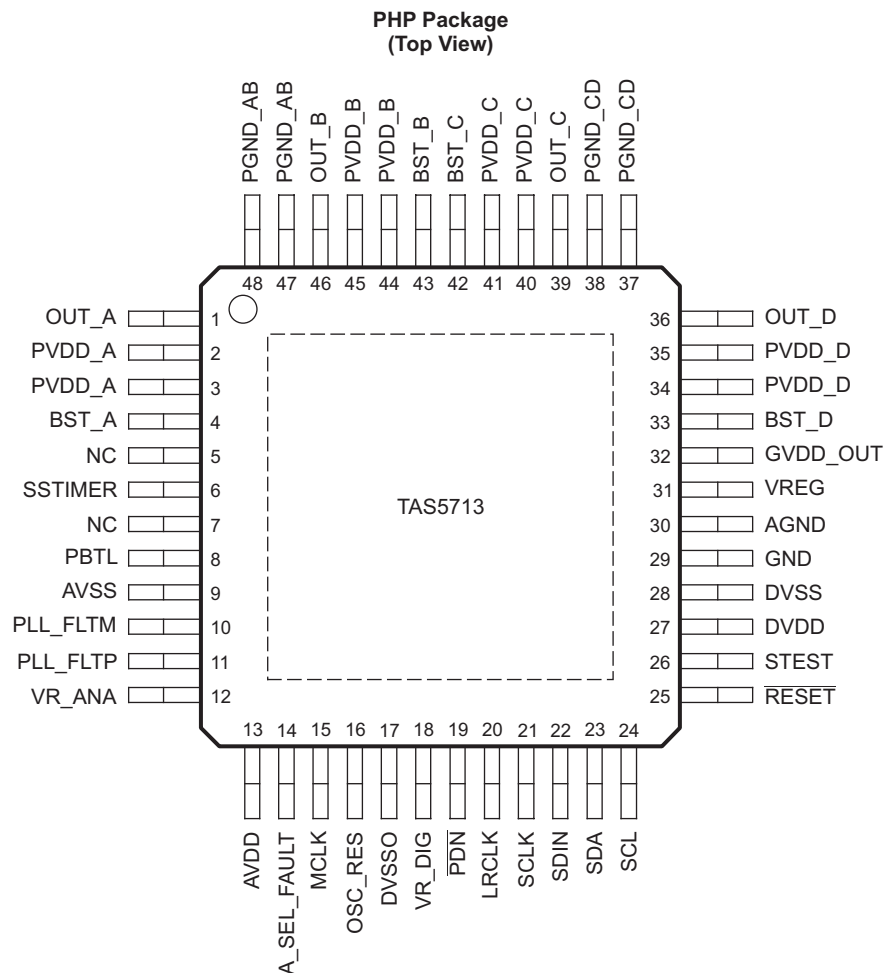 PHP Package
(Top View)
PGND_AB
PGND_AB
OUT_B
PVDD_B
PVDD_B
BST_B
BST_C
PVDD_C
PVDD_C
OUT_C
PGND_CD
PGND_CD
48 47 46 45 44 43 42 41 40 39 38 37
OUT_A 1 36 OUT_D
PVDD_A 2 35 PVDD_D
PVDD_A 3 34 PVDD_D
BST_A 4 33 BST_D
NC 5 32 GVDD_OUT
SSTIMER 6 31 VREG
NC 7 TAS5713 30 AGND
PBTL 8 29 GND
AVSS 9 28 DVSS
PLL_FLTM 10 27 DVDD
PLL_FLTP 11 26 STEST
VR_ANA 12 25 RESET
13 14 15 16 17 18 19 20 21 22 23 24
AVDD
A_SEL_FAULT
MCLK
OSC_RES
DVSSO
VR_DIG
PDN
LRCLK
SCLK
SDIN
SDA
SCL